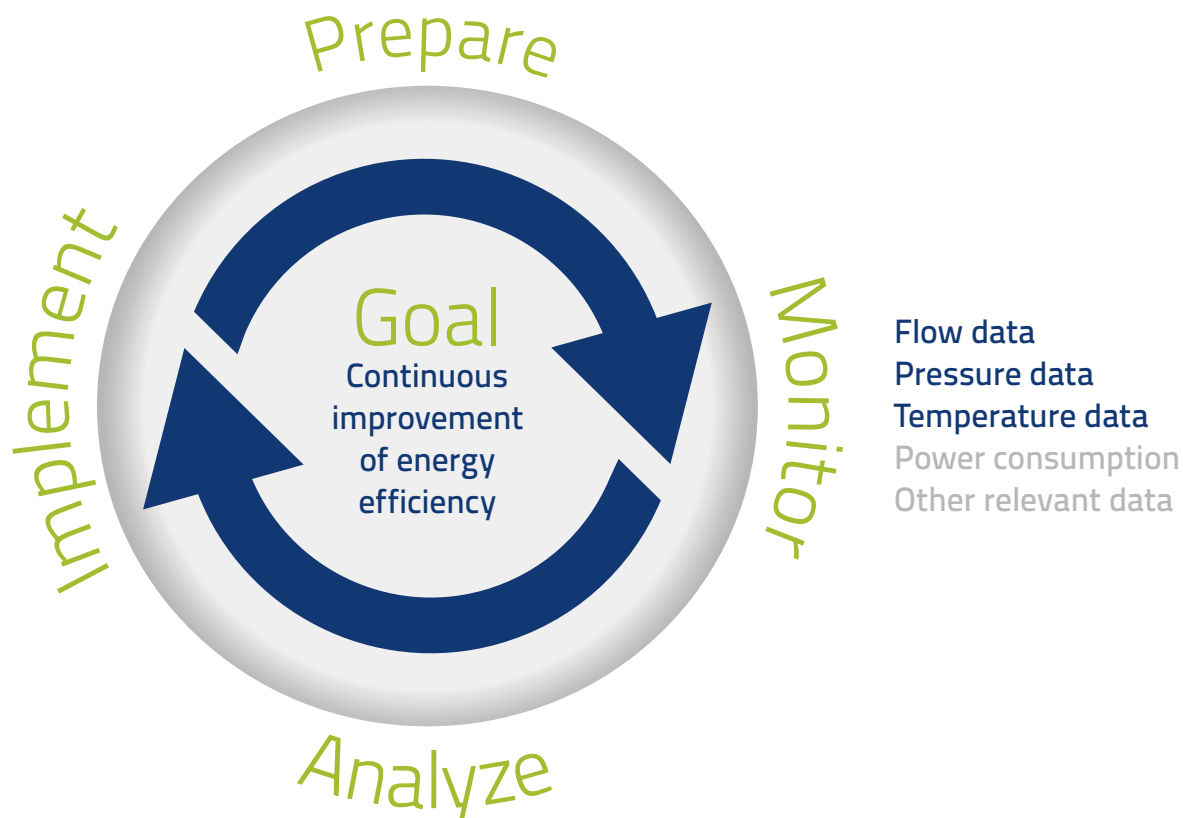 Prepare
Implement
Goal
Continuous
improvement
of energy
efficiency
Monitor
Flow data
Pressure data
Temperature data
Power consumption
Other relevant data
Analyze